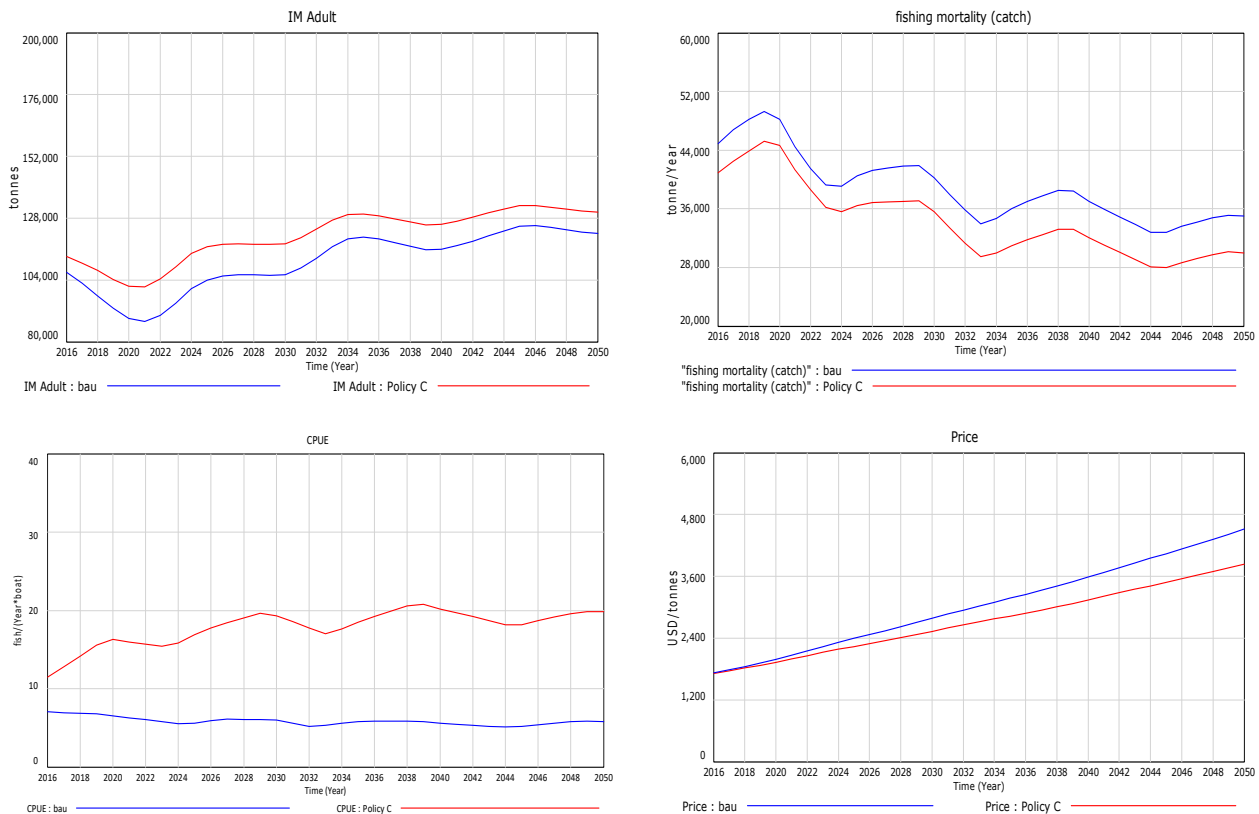 IM Adult
200,000
176,000
152,000
128,000
104,000
80,000
tonnes
2016 2018 2020 2022 2024 2026 2028 2030 2032 2034 2036 2038 2040 2042 2044 2046 2048 2050
Time (Year)
IM Adult : bau IM Adult : Policy C
fishing mortality (catch)
60,000
52,000
44,000
36,000
28,000
20,000
tonne/Year
2016 2018 2020 2022 2024 2026 2028 2030 2032 2034 2036 2038 2040 2042 2044 2046 2048 2050
Time (Year)
"fishing mortality (catch)" : bau
"fishing mortality (catch)" : Policy C
CPUE
40
30
20
10
0
fish/(Year*boat)
2016 2018 2020 2022 2024 2026 2028 2030 2032 2034 2036 2038 2040 2042 2044 2046 2048 2050
Time (Year)
CPUE : bau CPUE : Policy C
Price
6,000
4,800
3,600
2,400
1,200
0
USD/tonnes
2016 2018 2020 2022 2024 2026 2028 2030 2032 2034 2036 2038 2040 2042 2044 2046 2048 2050
Time (Year)
Price : bau Price : Policy C